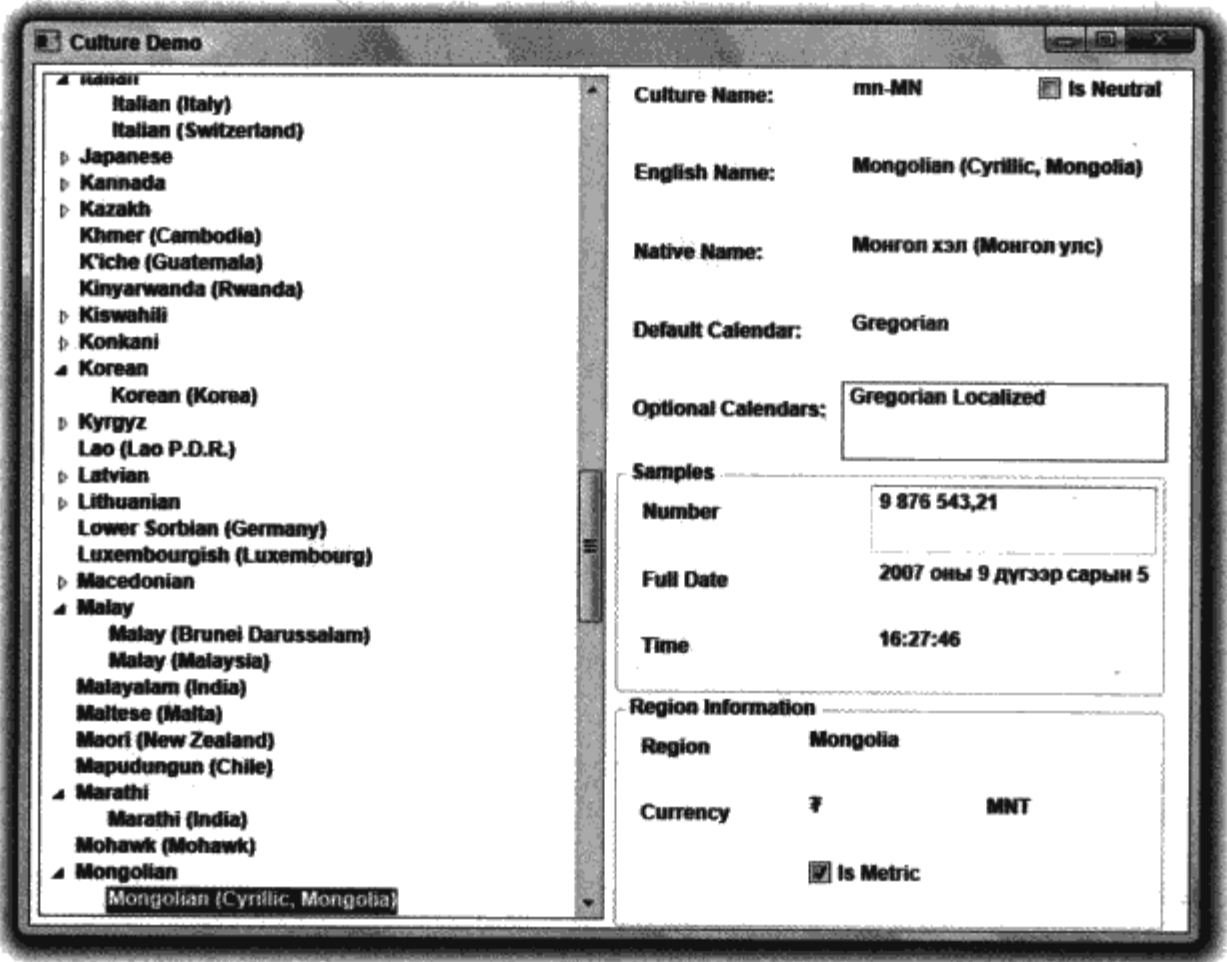 Culture Demo
Italian
Italian (Italy)
Italian (Switzerland)
Japanese
Kannada
Kazakh
Khmer (Cambodia)
K'iche (Guatemala)
Kinyarwanda (Rwanda)
Kiswahili
Konkani
Korean
Korean (Korea)
Kyrgyz
Lao (Lao P.D.R.)
Latvian
Lithuanian
Lower Sorbian (Germany)
Luxembourgish (Luxembourg)
Macedonian
Malay
Malay (Brunei Darussalam)
Malay (Malaysia)
Malayalam (India)
Maltese (Malta)
Maori (New Zealand)
Mapudungun (Chile)
Marathi
Marathi (India)
Mohawk (Mohawk)
Mongolian
Mongolian (Cyrillic, Mongolia)
Culture Name: mn-MN Is Neutral
English Name: Mongolian (Cyrillic, Mongolia)
Native Name: Монгол хэл (Монгол улс)
Default Calendar: Gregorian
Optional Calendars: Gregorian Localized
Samples
Number 9 876 543,21
Full Date 2007 оны 9 дүгээр сарын 5
Time 16:27:46
Region Information
Region Mongolia
Currency ₮ MNT
Is Metric